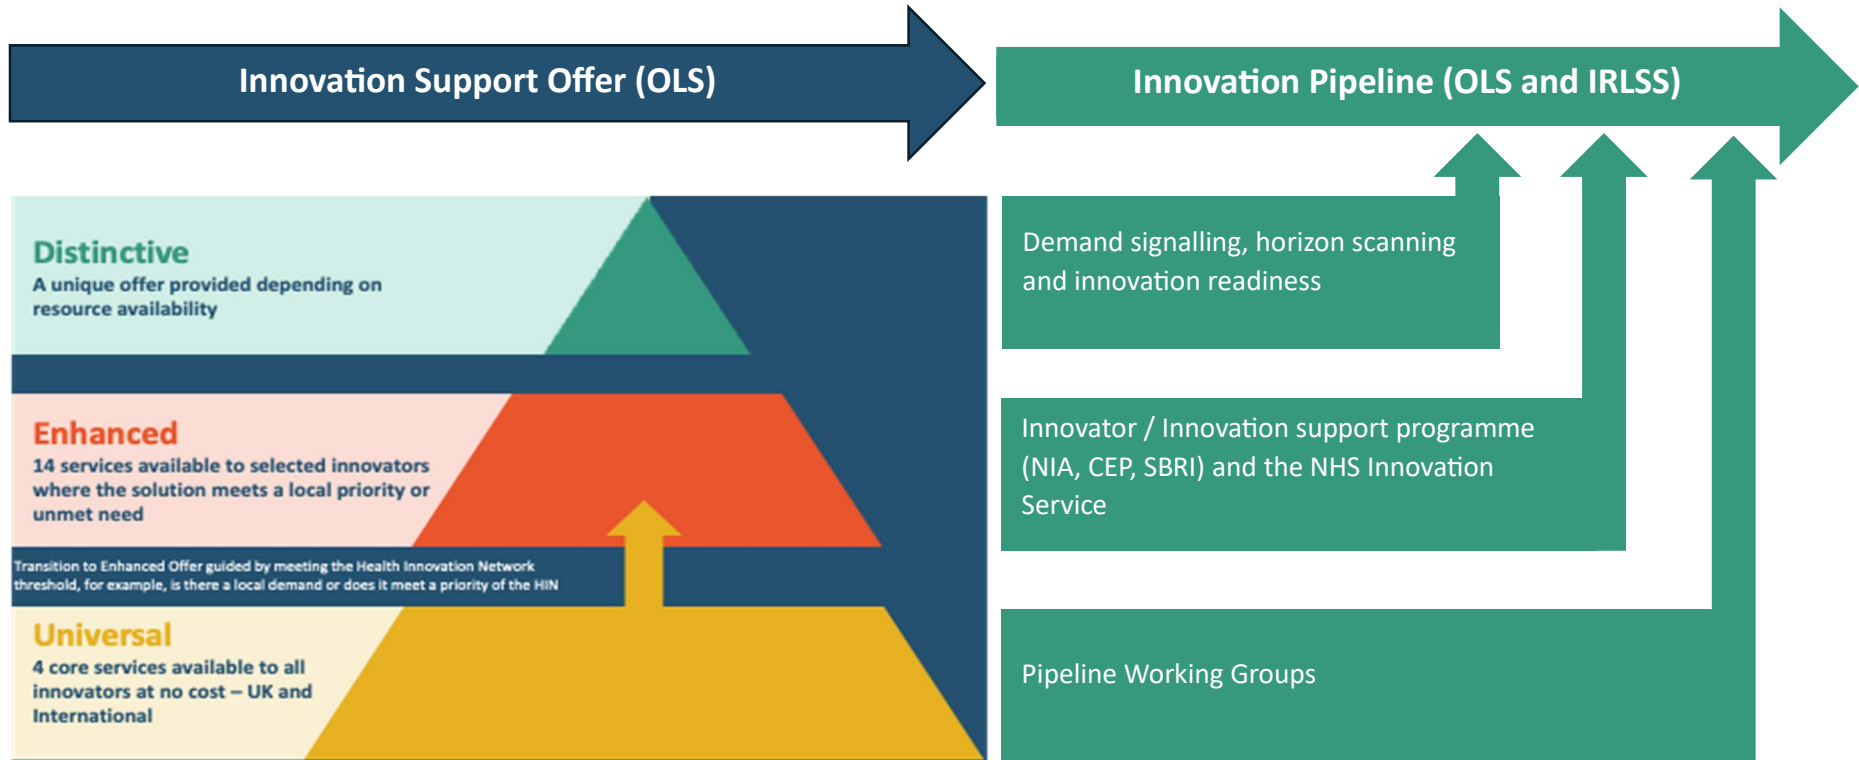 Innovation Support Offer (OLS)
Innovation Pipeline (OLS and IRLSS)
Distinctive
A unique offer provided depending on
resource availability
Enhanced
14 services available to selected innovators
where the solution meets a local priority or
unmet need
Transition to Enhanced Offer guided by meeting the Health Innovation Network
threshold, for example, is there a local demand or does it meet a priority of the HIN
Universal
4 core services available to all
innovators at no cost – UK and
International
Demand signalling, horizon scanning
and innovation readiness
Innovator / Innovation support programme
(NIA, CEP, SBRI) and the NHS Innovation
Service
Pipeline Working Groups